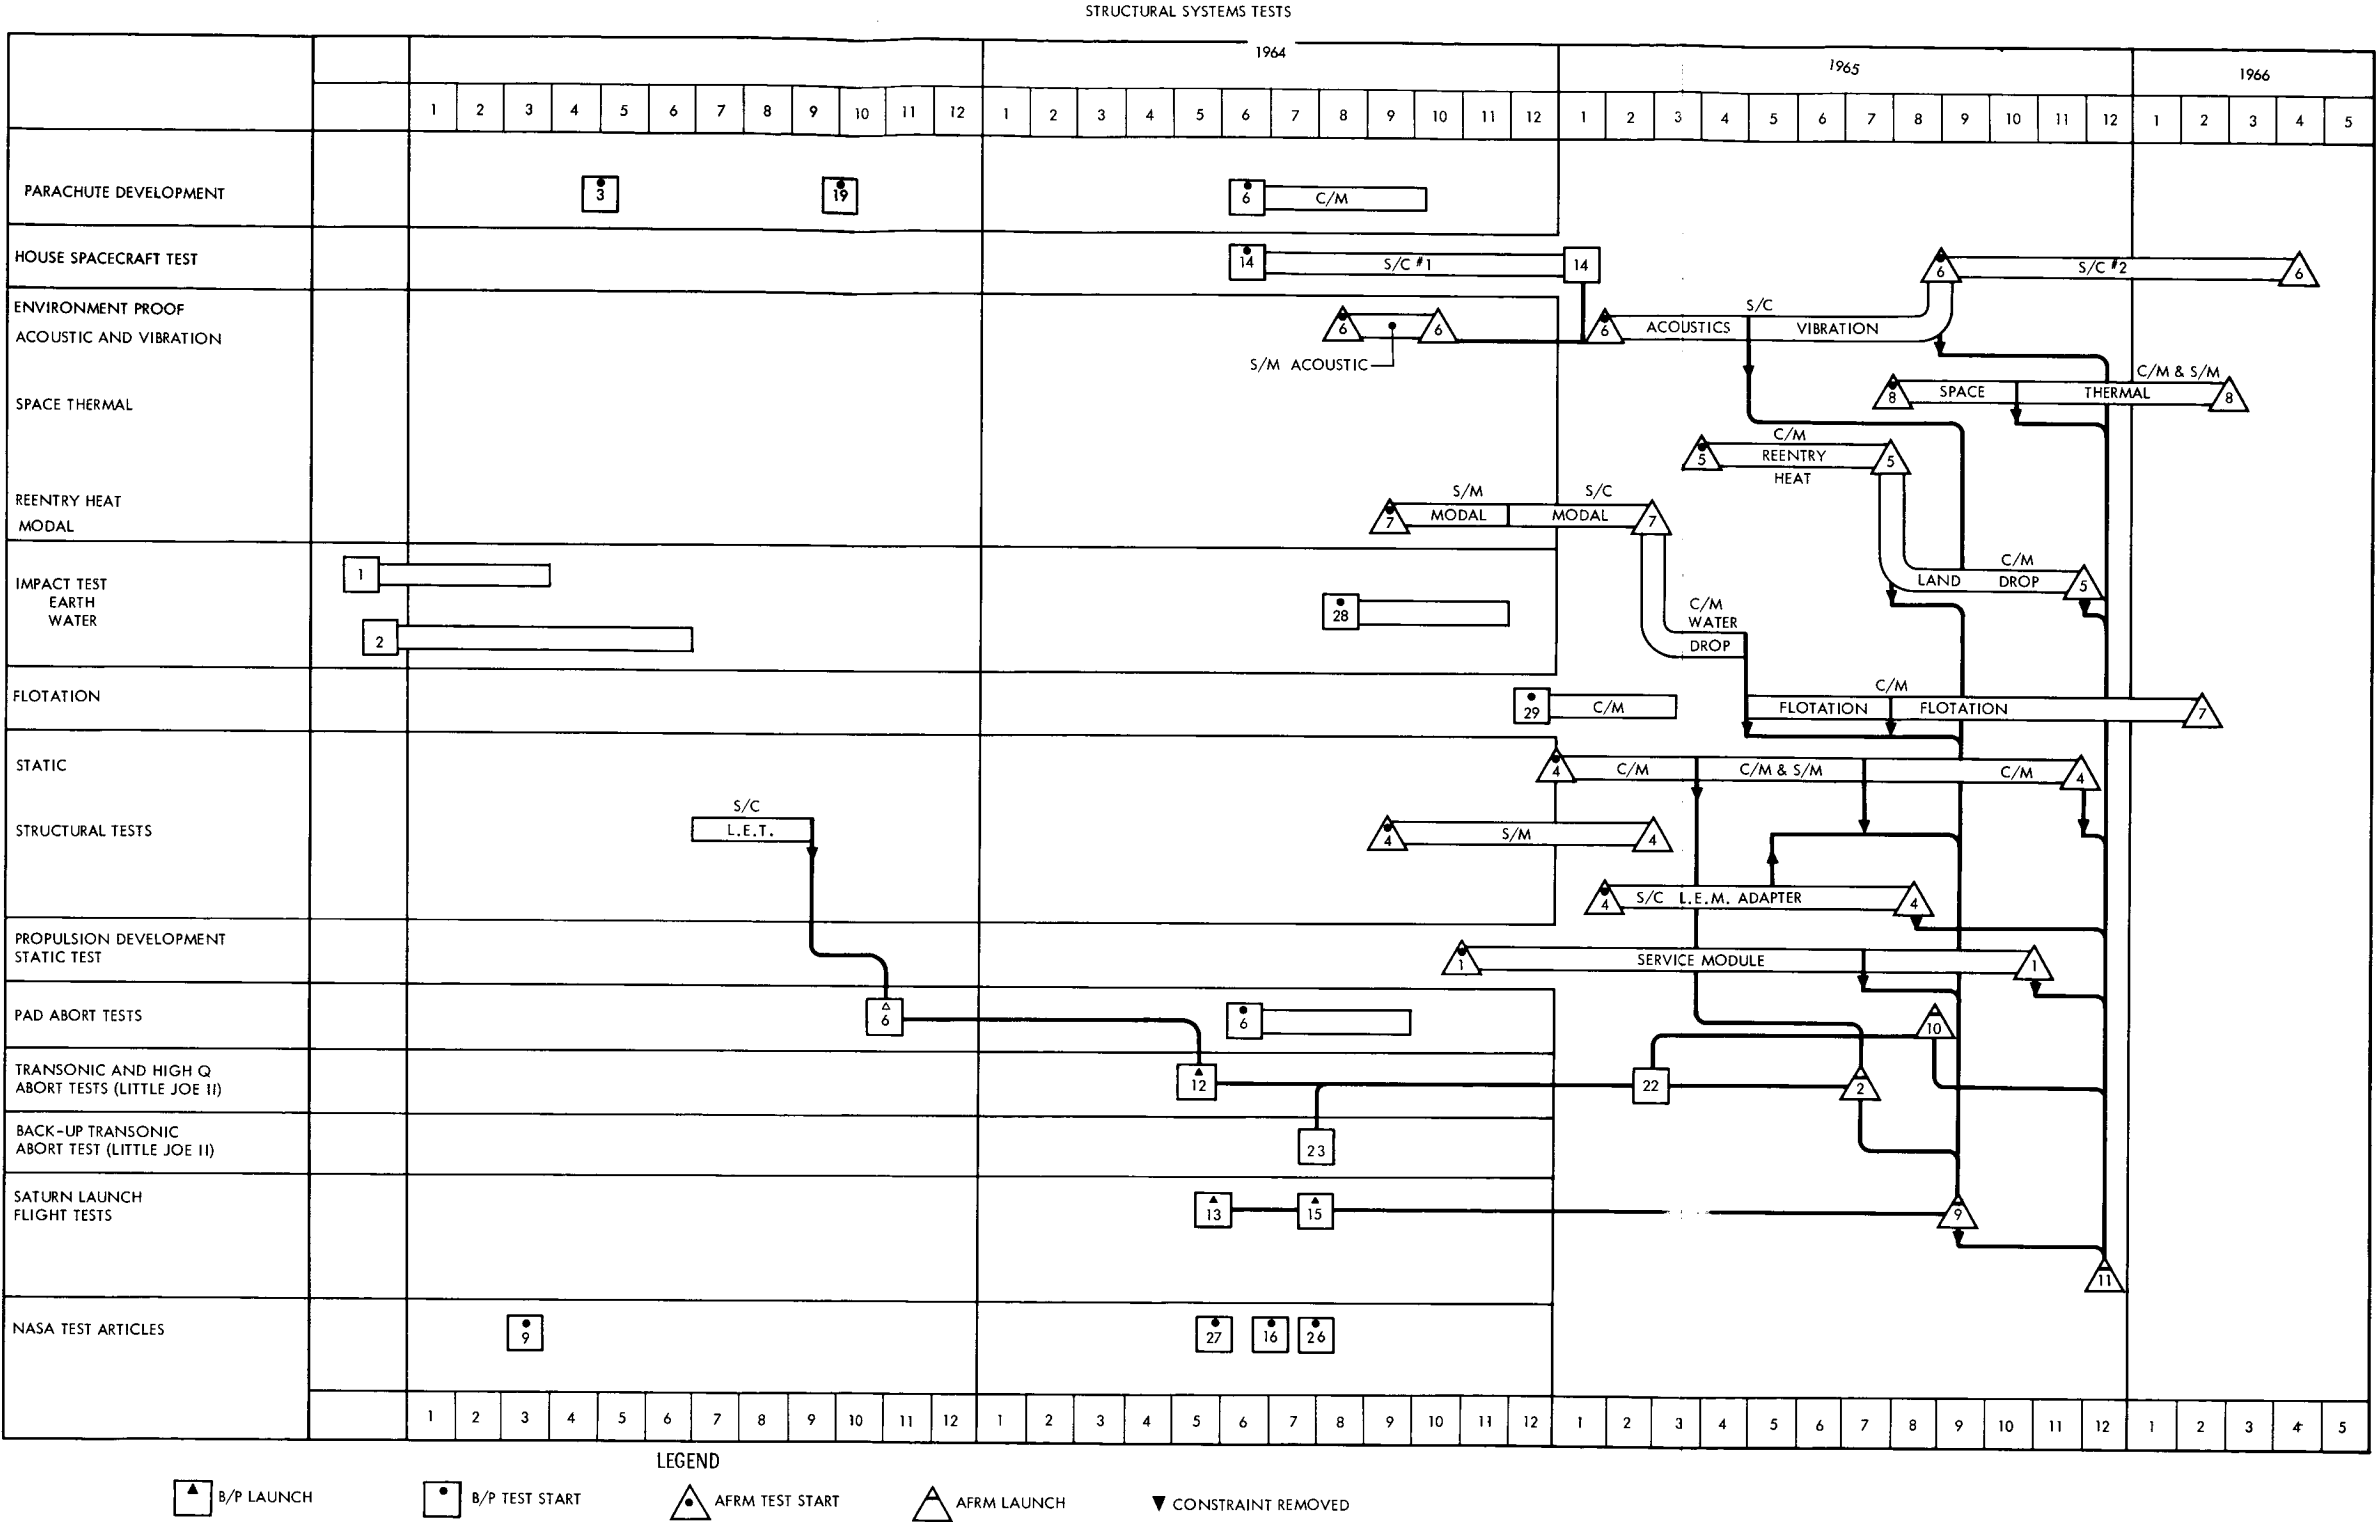 STRUCTURAL SYSTEMS TESTS
1964
1965
1966
1 2 3 4 5 6 7 8 9 10 11 12 1 2 3 4 5 6 7 8 9 10 11 12 1 2 3 4 5 6 7 8 9 10 11 12 1 2 3 4 5
PARACHUTE DEVELOPMENT
3
19
6
C/M
HOUSE SPACECRAFT TEST
14
S/C #1
14
6
S/C #2
6
ENVIRONMENT PROOF
ACOUSTIC AND VIBRATION
6
6
S/M ACOUSTIC
S/C
6
ACOUSTICS
VIBRATION
SPACE THERMAL
C/M & S/M
8
SPACE
THERMAL
8
C/M
5
REENTRY
5
HEAT
REENTRY HEAT
MODAL
S/M
S/C
7
MODAL
MODAL
7
IMPACT TEST
EARTH
WATER
1
2
28
C/M
WATER
DROP
C/M
LAND
DROP
5
FLOTATION
29
C/M
C/M
FLOTATION
FLOTATION
7
STATIC
4
C/M
C/M & S/M
C/M
4
STRUCTURAL TESTS
S/C
L.E.T.
4
S/M
4
4
S/C L.E.M. ADAPTER
4
PROPULSION DEVELOPMENT
STATIC TEST
1
SERVICE MODULE
1
PAD ABORT TESTS
6
6
10
TRANSONIC AND HIGH Q
ABORT TESTS (LITTLE JOE II)
12
22
2
BACK-UP TRANSONIC
ABORT TEST (LITTLE JOE II)
23
SATURN LAUNCH
FLIGHT TESTS
13
15
9
11
NASA TEST ARTICLES
9
27
16
26
1 2 3 4 5 6 7 8 9 10 11 12 1 2 3 4 5 6 7 8 9 10 11 12 1 2 3 4 5 6 7 8 9 10 11 12 1 2 3 4 5
LEGEND
B/P LAUNCH
B/P TEST START
AFRM TEST START
AFRM LAUNCH
CONSTRAINT REMOVED